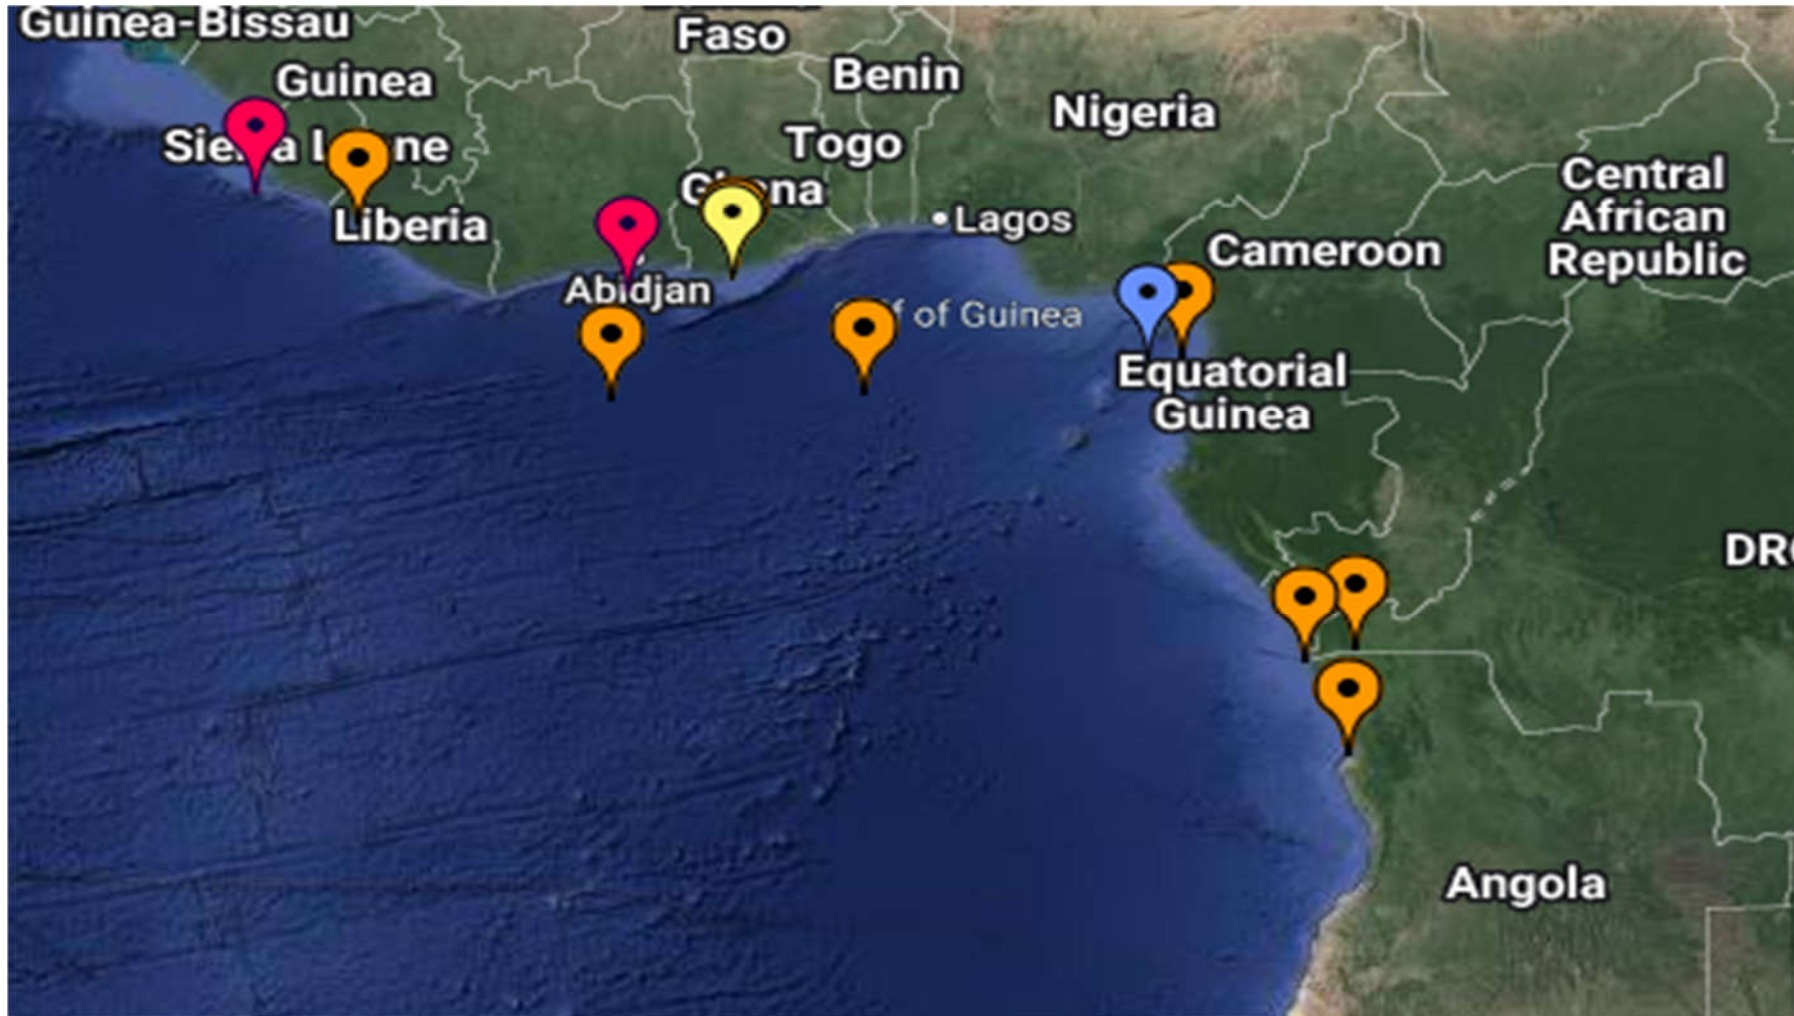 Guinea-Bissau
Faso
Guinea
Benin
Nigeria
Togo
Liberia
Lagos
Abidjan
Cameroon
Central
African
Republic
of Guinea
Equatorial
Guinea
Angola